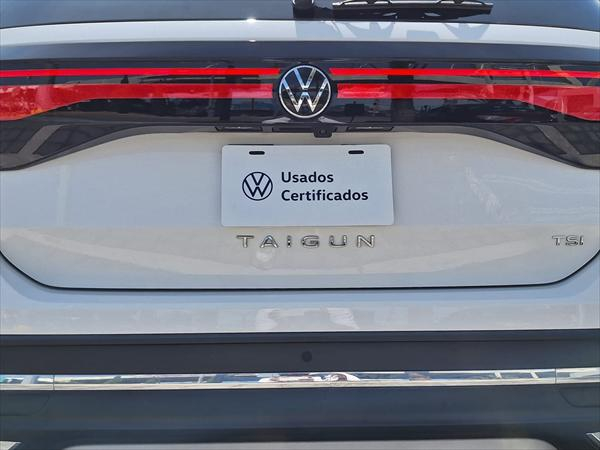 Usados
Certificados
TAIGUN
TSI